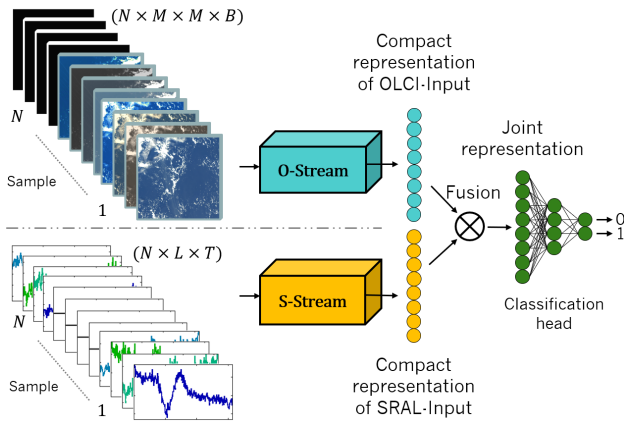 (N × M × M × B)
N
Sample
1
O-Stream
Compact
representation
of OLCI-Input
Joint
representation
Fusion
0
1
Classification
head
(N × L × T)
N
Sample
1
S-Stream
Compact
representation
of SRAL-Input